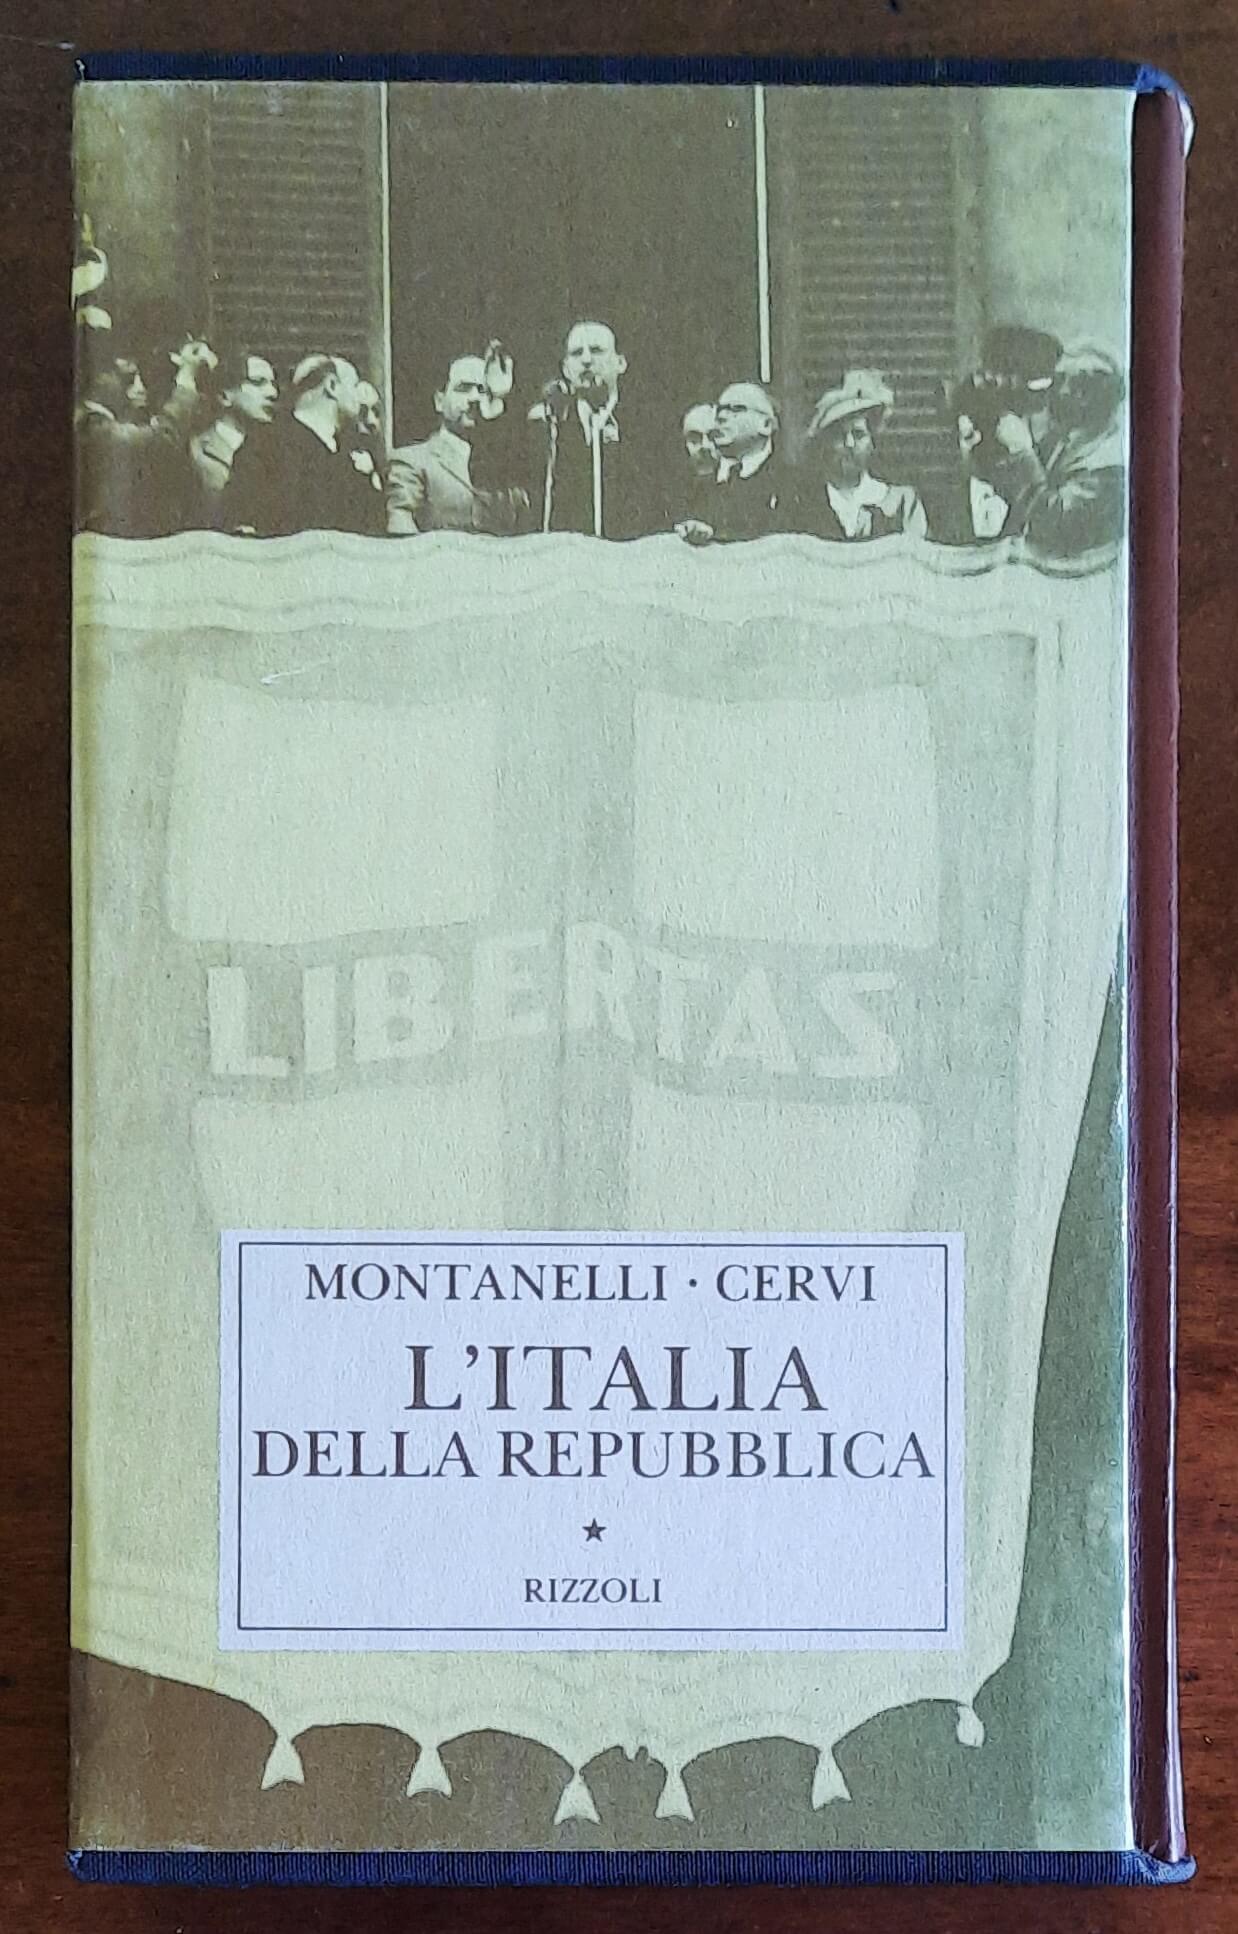 LIBERTAS
MONTANELLI · CERVI
L'ITALIA
DELLA REPUBBLICA
★
RIZZOLI